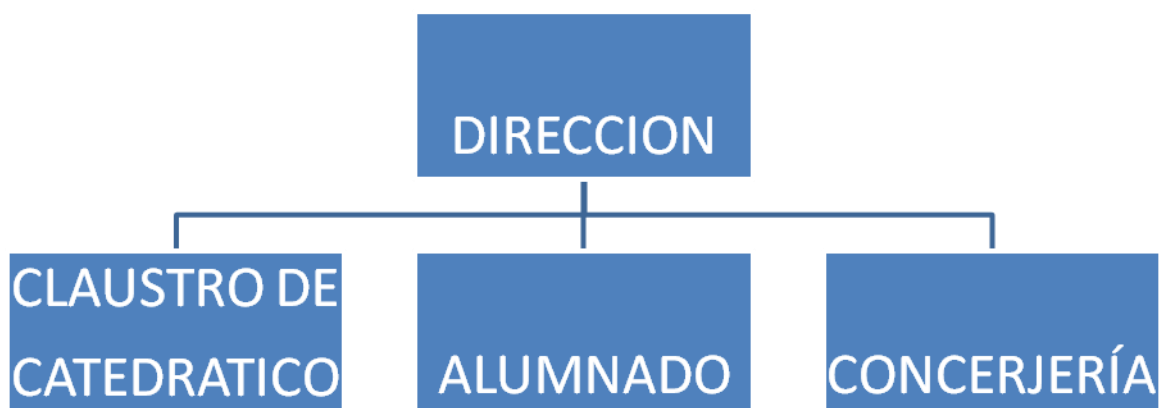 DIRECCION
CLAUSTRO DE
CATEDRATICO
ALUMNADO
CONCERJERÍA